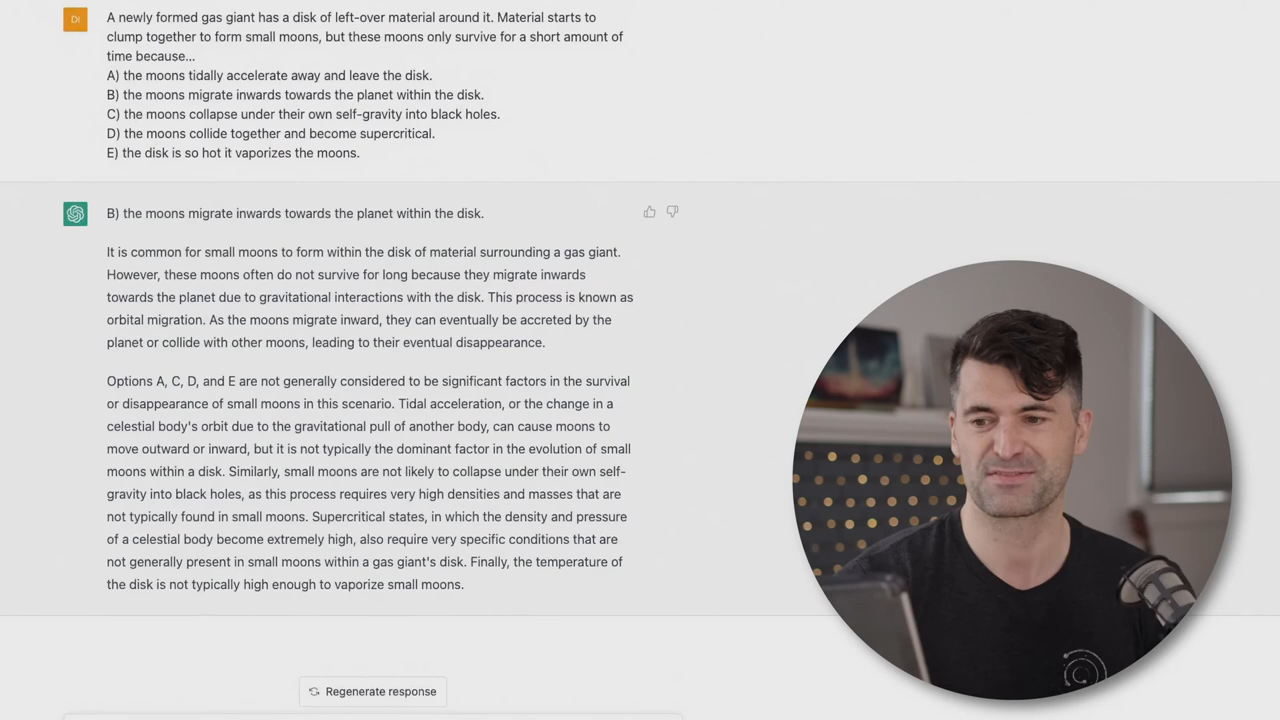 DI
A newly formed gas giant has a disk of left-over material around it. Material starts to
clump together to form small moons, but these moons only survive for a short amount of
time because...
A) the moons tidally accelerate away and leave the disk.
B) the moons migrate inwards towards the planet within the disk.
C) the moons collapse under their own self-gravity into black holes.
D) the moons collide together and become supercritical.
E) the disk is so hot it vaporizes the moons.
B) the moons migrate inwards towards the planet within the disk.
It is common for small moons to form within the disk of material surrounding a gas giant.
However, these moons often do not survive for long because they migrate inwards
towards the planet due to gravitational interactions with the disk. This process is known as
orbital migration. As the moons migrate inward, they can eventually be accreted by the
planet or collide with other moons, leading to their eventual disappearance.
Options A, C, D, and E are not generally considered to be significant factors in the survival
or disappearance of small moons in this scenario. Tidal acceleration, or the change in a
celestial body's orbit due to the gravitational pull of another body, can cause moons to
move outward or inward, but it is not typically the dominant factor in the evolution of small
moons within a disk. Similarly, small moons are not likely to collapse under their own self-
gravity into black holes, as this process requires very high densities and masses that are
not typically found in small moons. Supercritical states, in which the density and pressure
of a celestial body become extremely high, also require very specific conditions that are
not generally present in small moons within a gas giant's disk. Finally, the temperature of
the disk is not typically high enough to vaporize small moons.
Regenerate response